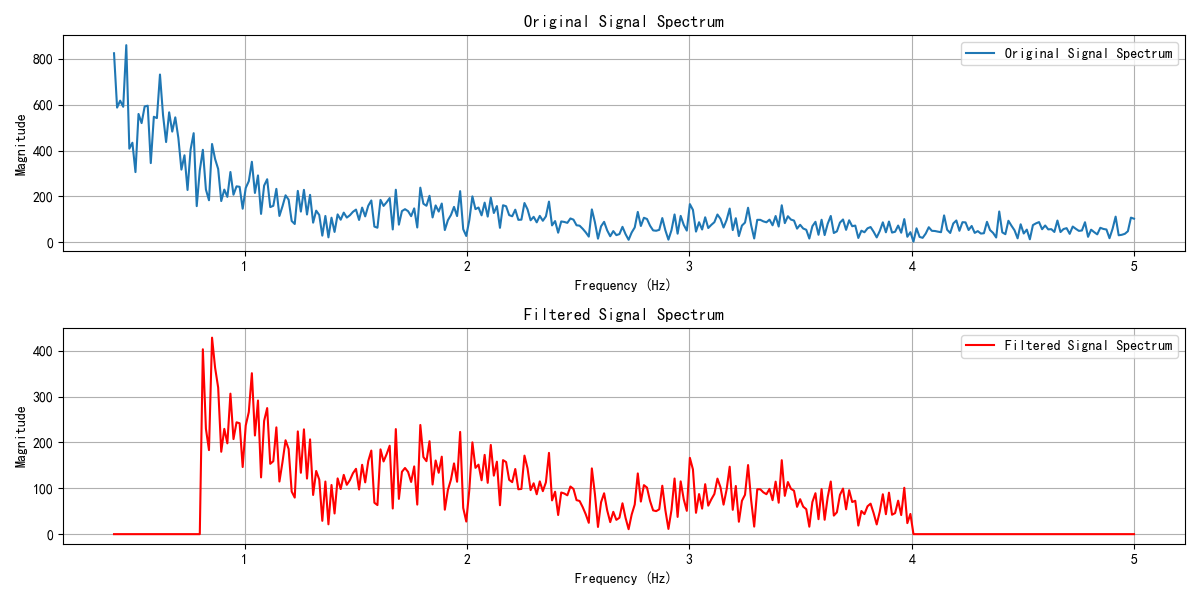 Original Signal Spectrum
Original Signal Spectrum
800
600
400
200
0
Magnitude
1
2
3
4
5
Frequency (Hz)
Filtered Signal Spectrum
Filtered Signal Spectrum
400
300
200
100
0
Magnitude
1
2
3
4
5
Frequency (Hz)